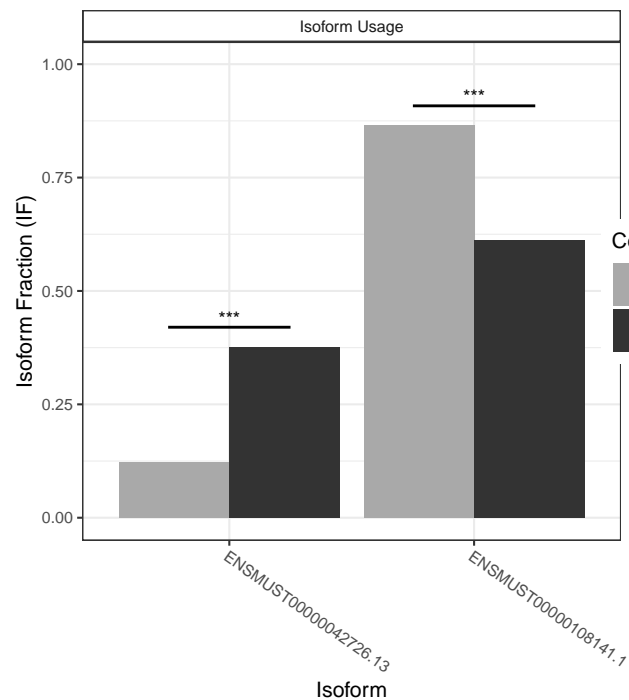 Isoform Usage
1.00
***
***
0.75
0.50
0.25
0.00
Isoform Fraction (IF)
ENSMUST00000042726.13
ENSMUST00000108141.1
Isoform